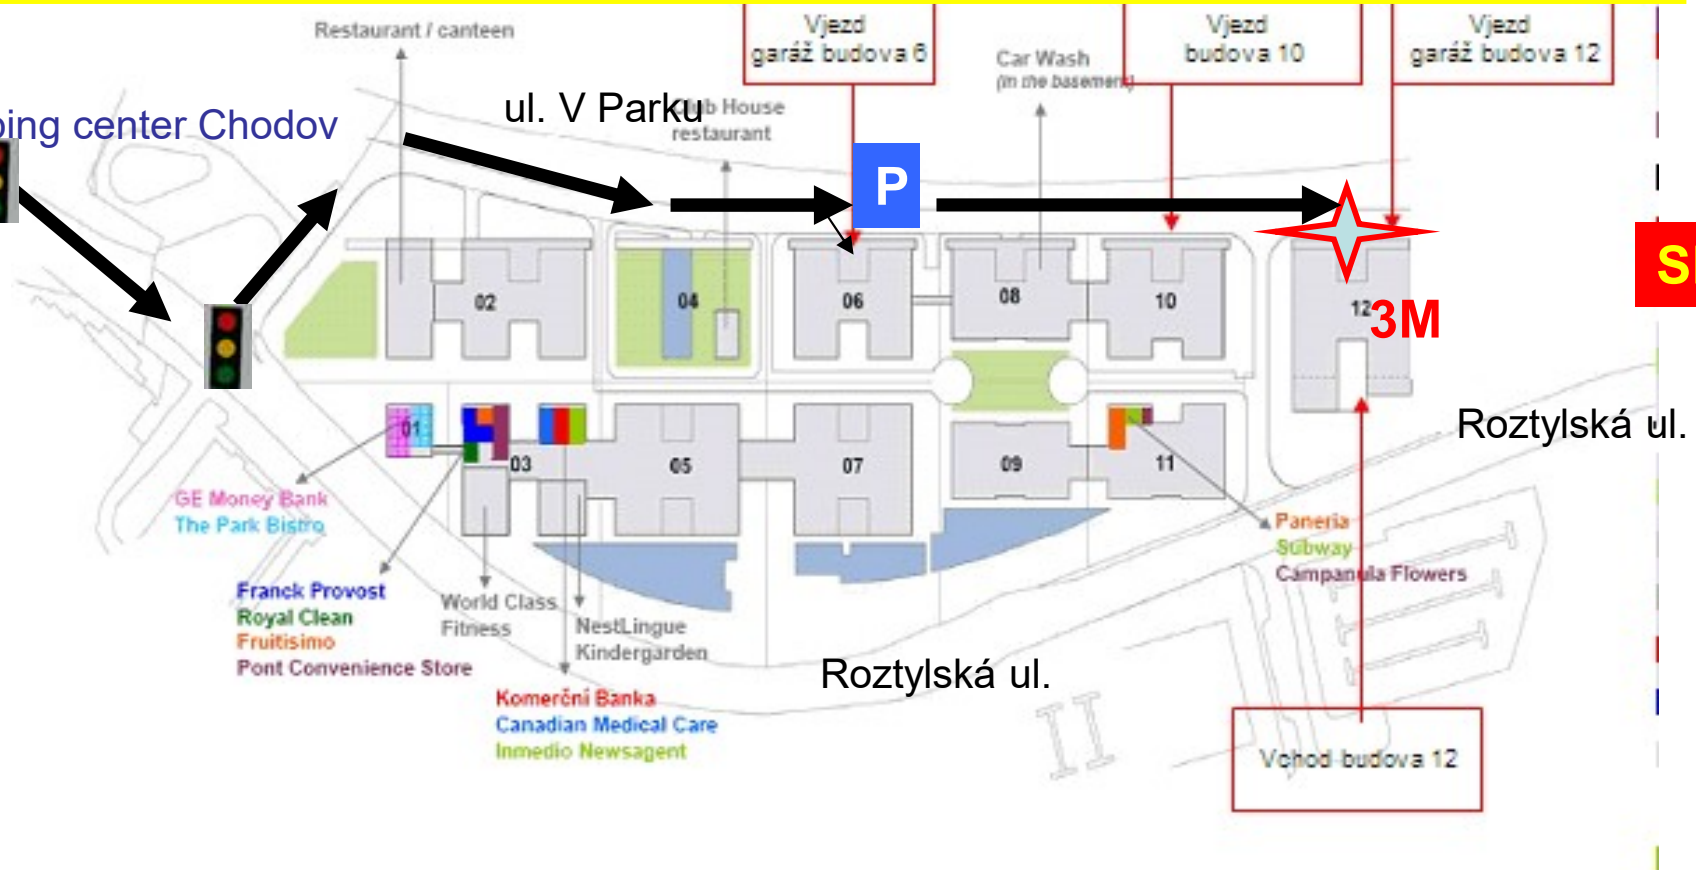 Restaurant / canteen
Vjezd
garáž budova 6
Vjezd
budova 10
Vjezd
garáž budova 12
Car Wash
(in the basement)
ping center Chodov
ul. V Parku
Club House
restaurant
P
02
04
06
08
10
12
3M
S
01
03
05
07
09
11
Roztylská ul.
GE Money Bank
The Park Bistro
Paneria
Subway
Campanula Flowers
Franck Provost
Royal Clean
Fruitisimo
Pont Convenience Store
World Class
Fitness
NestLingue
Kindergarden
Roztylská ul.
Komerční Banka
Canadian Medical Care
Inmedio Newsagent
Vchod budova 12